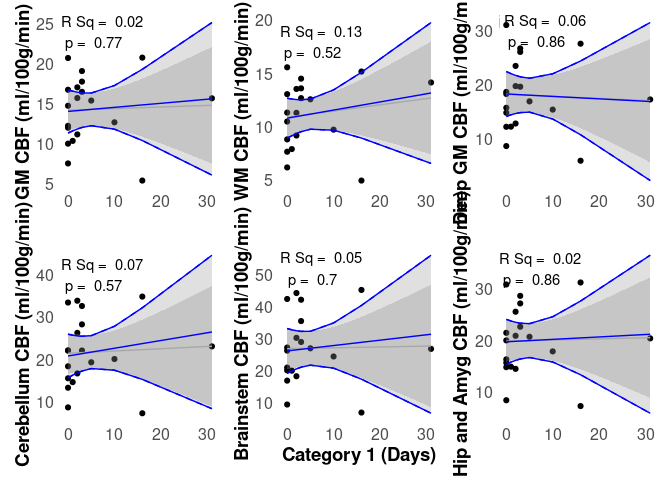 GM CBF (ml/100g/min)
R Sq = 0.02
p = 0.77
25
20
15
10
5
0 10 20 30
WM CBF (ml/100g/min)
R Sq = 0.13
p = 0.52
20
15
10
5
0 10 20 30
Deep GM CBF (ml/100g/m
R Sq = 0.06
p = 0.86
30
20
10
0 10 20 30
Cerebellum CBF (ml/100g/min)
R Sq = 0.07
p = 0.57
40
30
20
10
0 10 20 30
Brainstem CBF (ml/100g/min)
R Sq = 0.05
p = 0.7
50
40
30
20
10
0 10 20 30
Hip and Amyg CBF (ml/100g/min)
R Sq = 0.02
p = 0.86
30
20
10
0 10 20 30
Category 1 (Days)